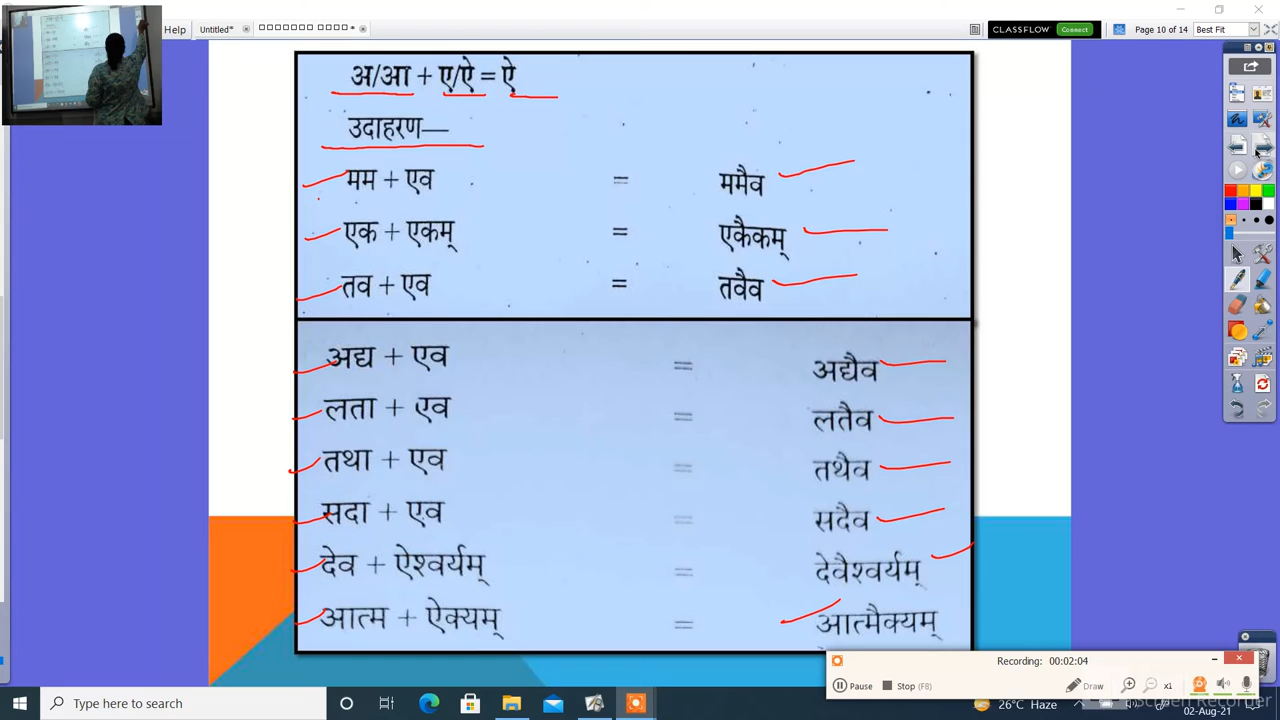 Help Untitled* CLASSFLOW Connect Page 10 of 14 Best Fit
अ/आ + ए/ऐ = ऐ
उदाहरण—
मम + एव = ममैव
एक + एकम् = एकैकम्
तव + एव = तवैव
अद्य + एव = अद्यैव
लता + एव = लतैव
तथा + एव = तथैव
सदा + एव = सदैव
देव + ऐश्वर्यम् = देवैश्वर्यम्
आत्म + ऐक्यम् = आत्मैक्यम्
Recording: 00:02:04
Pause Stop (F8) Draw x1
Screen Recorder
Type here to search 26°C Haze 02-Aug-21